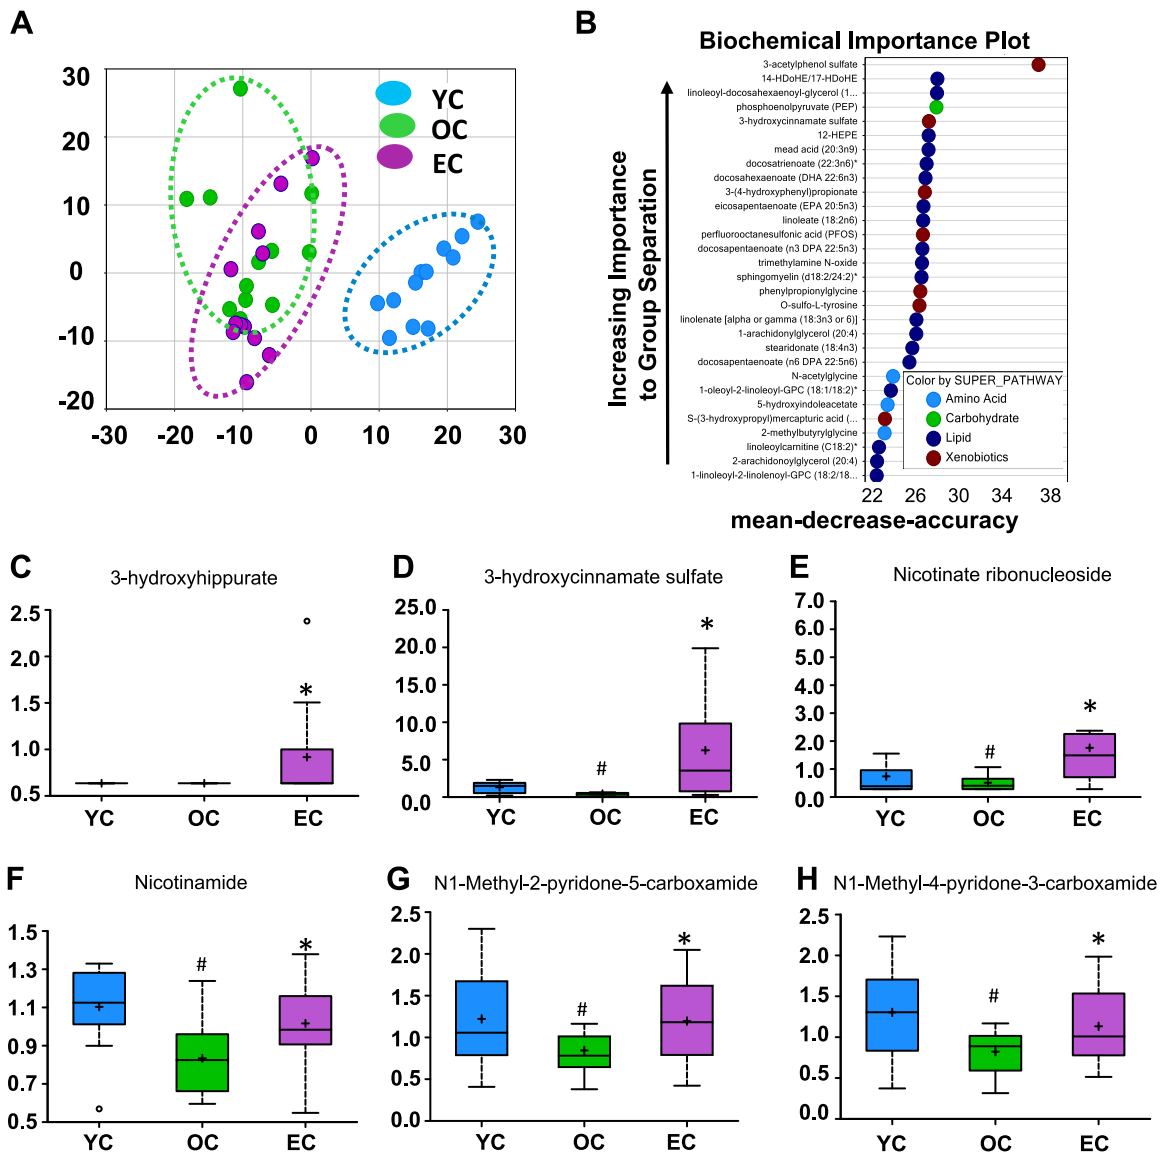 A
30
20
10
0
-10
-20
-30
-20
-10
0
10
20
30
YC
OC
EC
B
Biochemical Importance Plot
Increasing Importance
to Group Separation
3-acetylphenol sulfate
14-HDoHE/17-HDoHE
linoleoyl-docosahexaenoyl-glycerol (1...
phosphoenolpyruvate (PEP)
3-hydroxycinnamate sulfate
12-HEPE
mead acid (20:3n9)
docosatrienoate (22:3n6)*
docosahexaenoate (DHA 22:6n3)
3-(4-hydroxyphenyl)propionate
eicosapentaenoate (EPA 20:5n3)
linoleate (18:2n6)
perfluorooctanesulfonic acid (PFOS)
docosapentaenoate (n3 DPA 22:5n3)
trimethylamine N-oxide
sphingomyelin (d18:2/24:2)*
phenylpropionylglycine
O-sulfo-L-tyrosine
linolenate [alpha or gamma (18:3n3 or 6)]
1-arachidonylglycerol (20:4)
stearidonate (18:4n3)
docosapentaenoate (n6 DPA 22:5n6)
N-acetylglycine
1-oleoyl-2-linoleoyl-GPC (18:1/18:2)*
5-hydroxyindoleacetate
S-(3-hydroxypropyl)mercapturic acid (...
2-methylbutyrylglycine
linoleoylcarnitine (C18:2)*
2-arachidonoylglycerol (20:4)
1-linoleoyl-2-linolenoyl-GPC (18:2/18...
Color by SUPER_PATHWAY
Amino Acid
Carbohydrate
Lipid
Xenobiotics
22 26 30 34 38
mean-decrease-accuracy
C
3-hydroxyhippurate
2.5
2.0
1.5
1.0
0.5
*
YC OC EC
D
3-hydroxycinnamate sulfate
25.0
20.0
15.0
10.0
5.0
0.0
#
*
YC OC EC
E
Nicotinate ribonucleoside
7.0
6.0
5.0
4.0
3.0
2.0
1.0
0.0
#
*
YC OC EC
F
Nicotinamide
1.5
1.3
1.1
0.9
0.7
0.5
#
*
YC OC EC
G
N1-Methyl-2-pyridone-5-carboxamide
2.5
2.0
1.5
1.0
0.5
0.0
#
*
YC OC EC
H
N1-Methyl-4-pyridone-3-carboxamide
2.5
2.0
1.5
1.0
0.5
0.0
#
*
YC OC EC